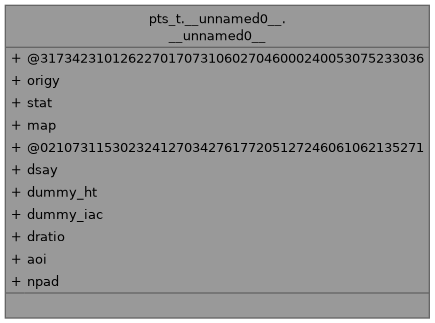 pts_t.__unnamed0__.
__unnamed0__
+ @317342310126227017073106027046000240053075233036
+ origy
+ stat
+ map
+ @021073115302324127034276177205127246061062135271
+ dsay
+ dummy_ht
+ dummy_iac
+ dratio
+ aoi
+ npad